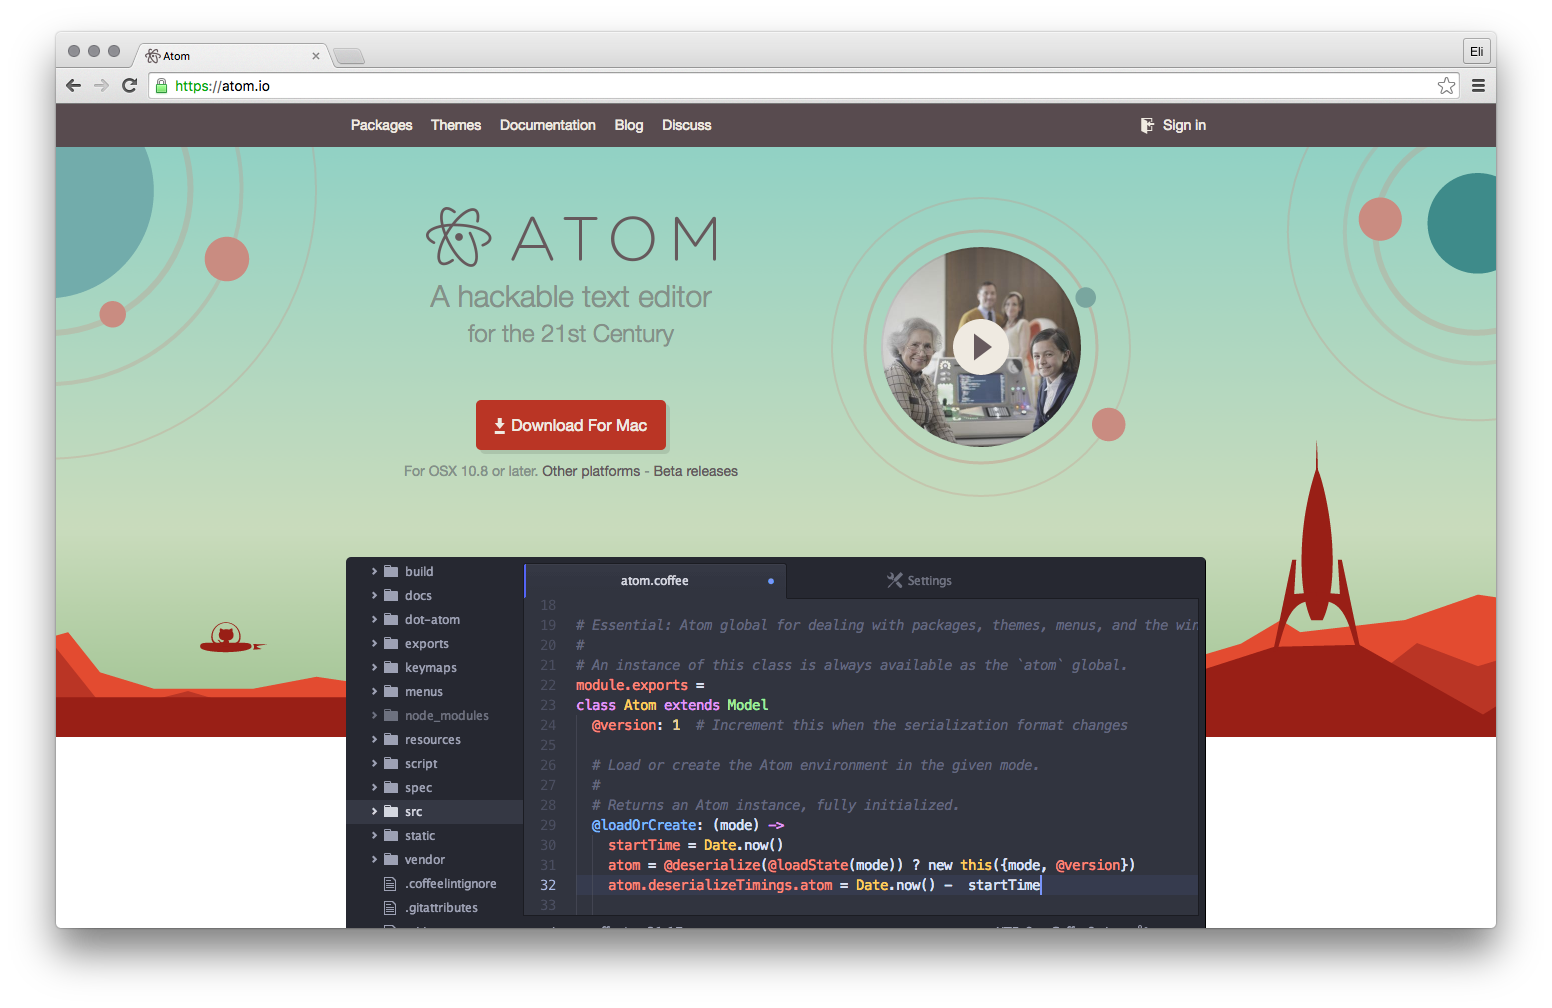 Atom
Eli
https://atom.io
Packages Themes Documentation Blog Discuss Sign in
ATOM
A hackable text editor
for the 21st Century
Download For Mac
For OSX 10.8 or later. Other platforms - Beta releases
build
docs
dot-atom
exports
keymaps
menus
node_modules
resources
script
spec
src
static
vendor
.coffeelintignore
.gitattributes
atom.coffee Settings
18
19 # Essential: Atom global for dealing with packages, themes, menus, and the win
20 #
21 # An instance of this class is always available as the `atom` global.
22 module.exports =
23 class Atom extends Model
24 @version: 1 # Increment this when the serialization format changes
25
26 # Load or create the Atom environment in the given mode.
27 #
28 # Returns an Atom instance, fully initialized.
29 @loadOrCreate: (mode) ->
30 startTime = Date.now()
31 atom = @deserialize(@loadState(mode)) ? new this({mode, @version})
32 atom.deserializeTimings.atom = Date.now() - startTime
33